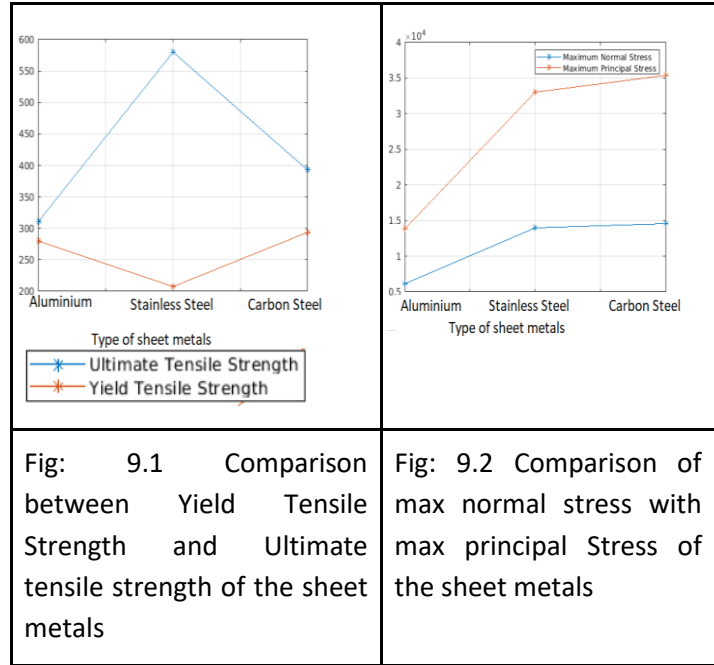 600
550
500
450
400
350
300
250
200
Aluminium Stainless Steel Carbon Steel
Type of sheet metals
Ultimate Tensile Strength
Yield Tensile Strength
×10⁴
4
3.5
3
2.5
2
1.5
1
0.5
Maximum Normal Stress
Maximum Principal Stress
Aluminium Stainless Steel Carbon Steel
Type of sheet metals
Fig: 9.1 Comparison
between Yield Tensile
Strength and Ultimate
tensile strength of the sheet
metals
Fig: 9.2 Comparison of
max normal stress with
max principal Stress of
the sheet metals